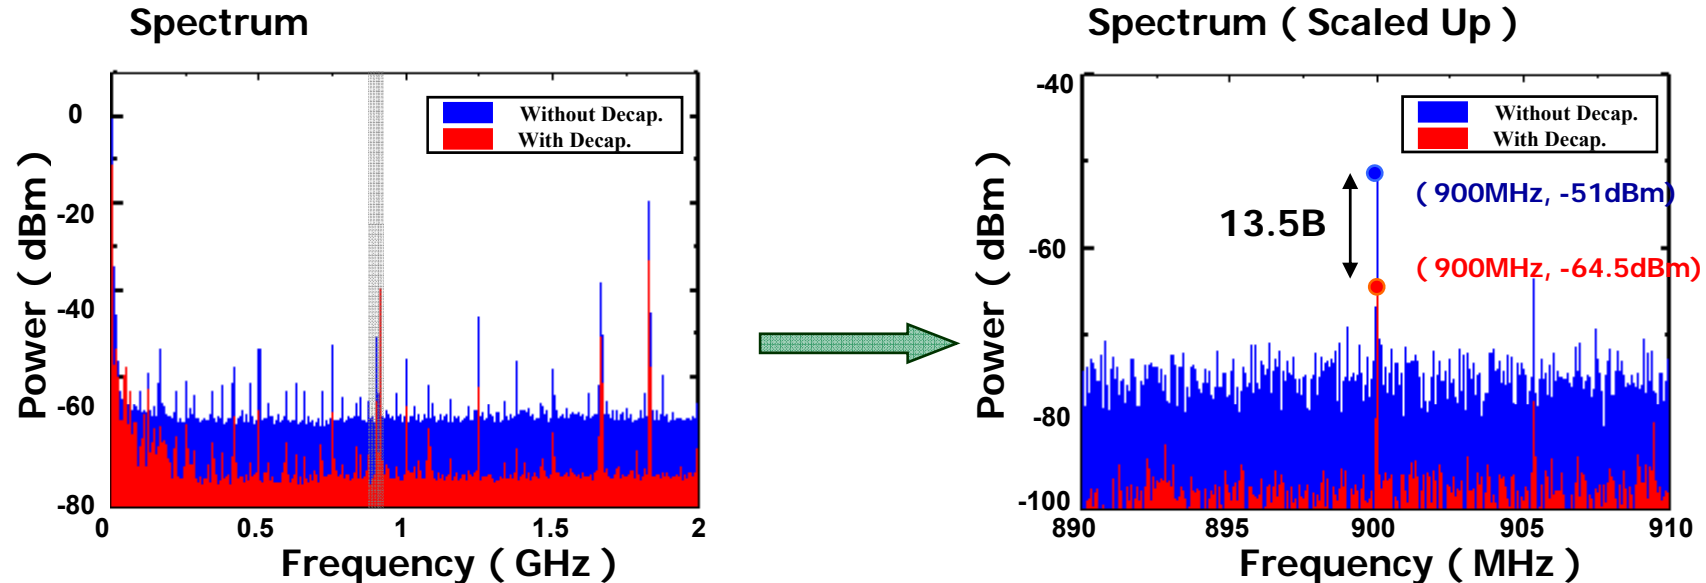 Spectrum
Without Decap.
With Decap.
Power ( dBm )
0
-20
-40
-60
-80
0
0.5
1
1.5
2
Frequency ( GHz )
Spectrum ( Scaled Up )
Without Decap.
With Decap.
( 900MHz, -51dBm)
13.5B
( 900MHz, -64.5dBm)
Power ( dBm )
-40
-60
-80
-100
890
895
900
905
910
Frequency ( MHz )